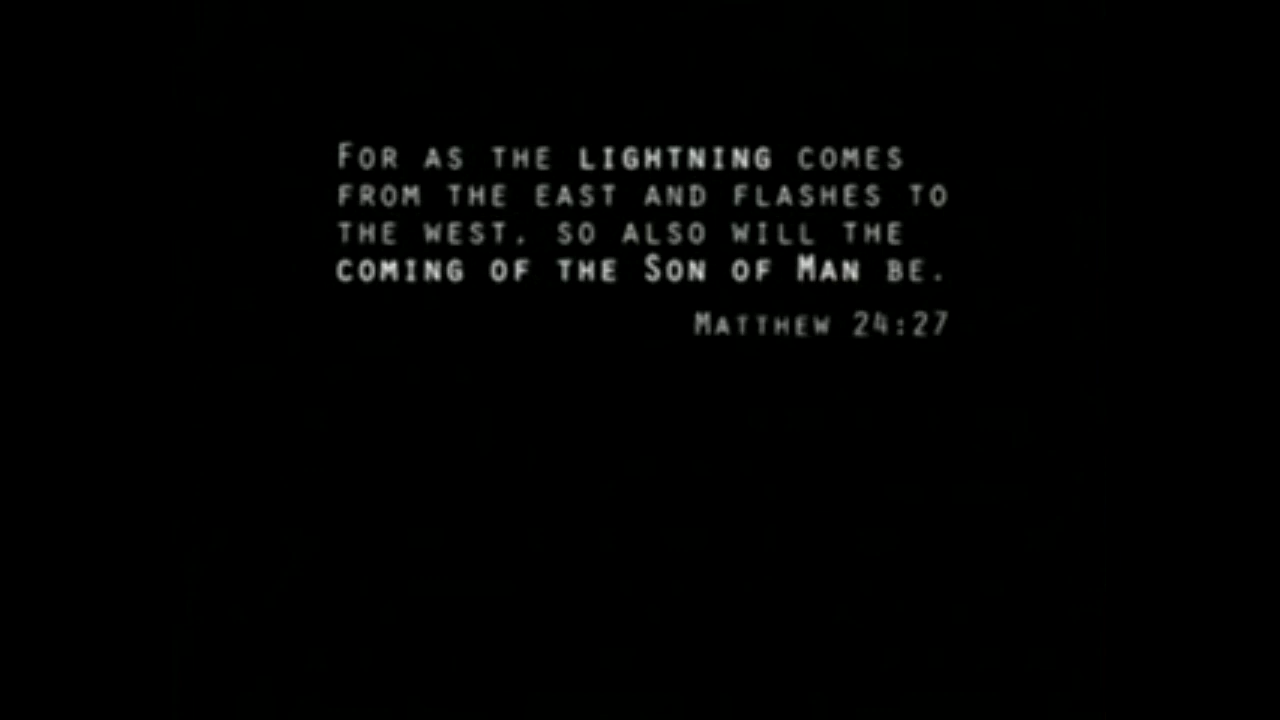 For as the lightning comes
from the east and flashes to
the west, so also will the
coming of the Son of Man be.
Matthew 24:27